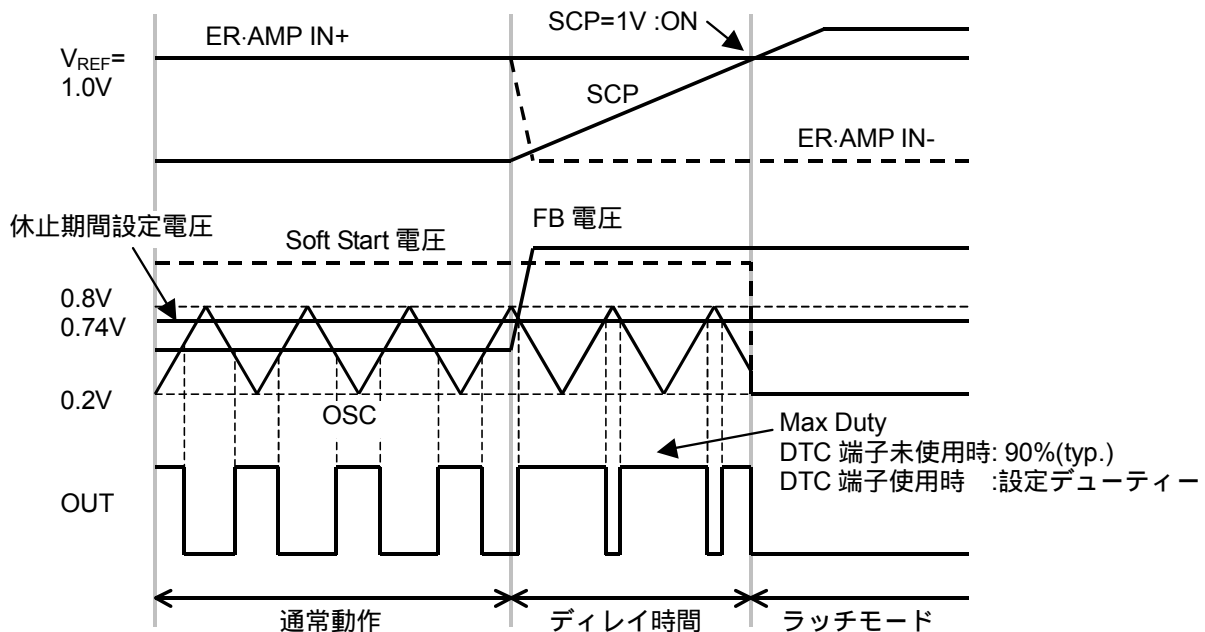 SCP=1V :ON
ER·AMP IN+
VREF=
1.0V
SCP
ER·AMP IN-
休止期間設定電圧
FB 電圧
Soft Start 電圧
0.8V
0.74V
0.2V
OSC
Max Duty
DTC 端子未使用時: 90%(typ.)
DTC 端子使用時 :設定デューティー
OUT
通常動作
ディレイ時間
ラッチモード